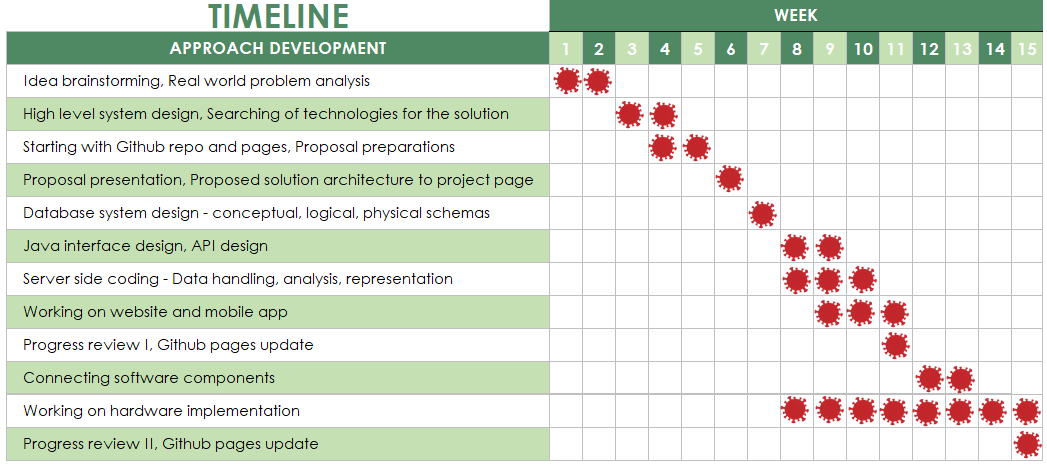 TIMELINE
WEEK
APPROACH DEVELOPMENT 1 2 3 4 5 6 7 8 9 10 11 12 13 14 15
Idea brainstorming, Real world problem analysis
High level system design, Searching of technologies for the solution
Starting with Github repo and pages, Proposal preparations
Proposal presentation, Proposed solution architecture to project page
Database system design - conceptual, logical, physical schemas
Java interface design, API design
Server side coding - Data handling, analysis, representation
Working on website and mobile app
Progress review I, Github pages update
Connecting software components
Working on hardware implementation
Progress review II, Github pages update